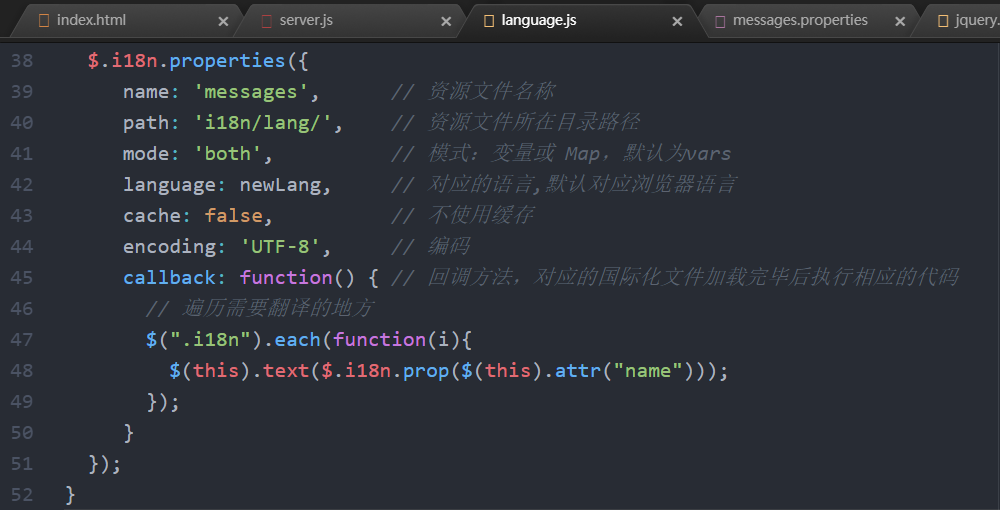 index.html × server.js × language.js × messages.properties × jquery.
38 $.i18n.properties({
39 name: 'messages', // 资源文件名称
40 path: 'i18n/lang/', // 资源文件所在目录路径
41 mode: 'both', // 模式：变量或 Map，默认为vars
42 language: newLang, // 对应的语言,默认对应浏览器语言
43 cache: false, // 不使用缓存
44 encoding: 'UTF-8', // 编码
45 callback: function() { // 回调方法，对应的国际化文件加载完毕后执行相应的代码
46 // 遍历需要翻译的地方
47 $(".i18n").each(function(i){
48 $(this).text($.i18n.prop($(this).attr("name")));
49 });
50 }
51 });
52 }